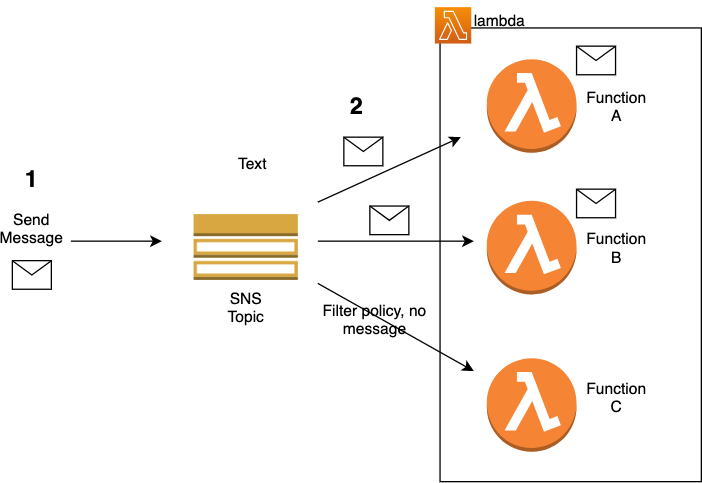 lambda
Function
A
2
Text
1
Send
Message
Function
B
SNS
Topic
Filter policy, no
message
Function
C